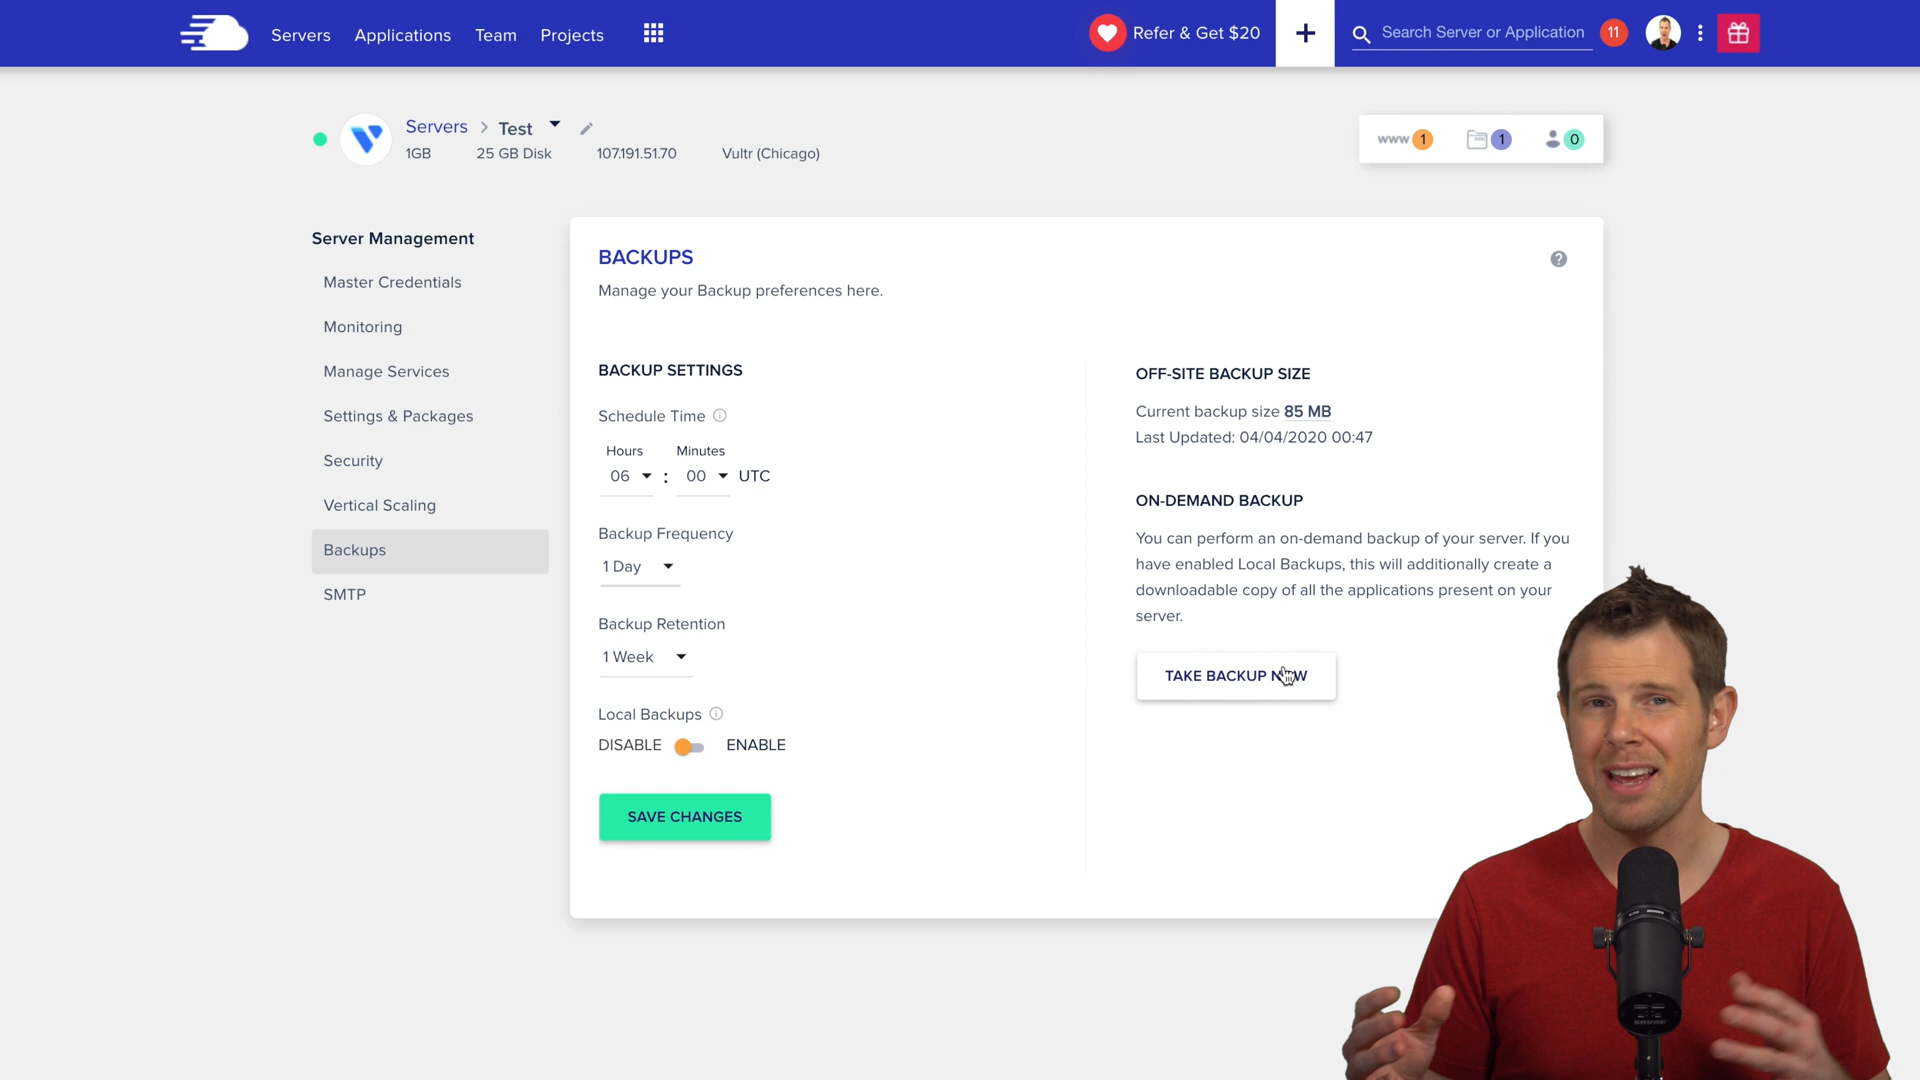 Servers
Applications
Team
Projects
Refer & Get $20
+
Search Server or Application
11
Servers > Test
1GB
25 GB Disk
107.191.51.70
Vultr (Chicago)
www 1
1
0
Server Management
Master Credentials
Monitoring
Manage Services
Settings & Packages
Security
Vertical Scaling
Backups
SMTP
BACKUPS
?
Manage your Backup preferences here.
BACKUP SETTINGS
Schedule Time
Hours
Minutes
06 : 00 UTC
Backup Frequency
1 Day
Backup Retention
1 Week
Local Backups
DISABLE
ENABLE
SAVE CHANGES
OFF-SITE BACKUP SIZE
Current backup size 85 MB
Last Updated: 04/04/2020 00:47
ON-DEMAND BACKUP
You can perform an on-demand backup of your server. If you
have enabled Local Backups, this will additionally create a
downloadable copy of all the applications present on your
server.
TAKE BACKUP NOW
SHURE